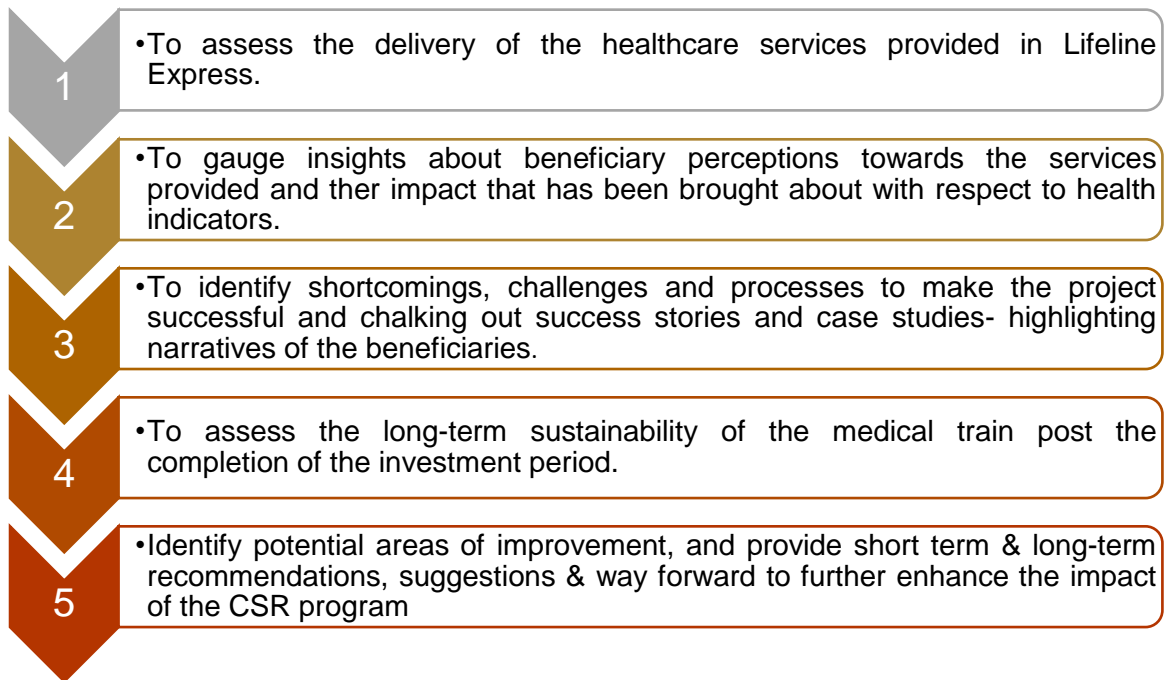 1
•To assess the delivery of the healthcare services provided in Lifeline
Express.
2
•To gauge insights about beneficiary perceptions towards the services
provided and ther impact that has been brought about with respect to health
indicators.
3
•To identify shortcomings, challenges and processes to make the project
successful and chalking out success stories and case studies- highlighting
narratives of the beneficiaries.
4
•To assess the long-term sustainability of the medical train post the
completion of the investment period.
5
•Identify potential areas of improvement, and provide short term & long-term
recommendations, suggestions & way forward to further enhance the impact
of the CSR program